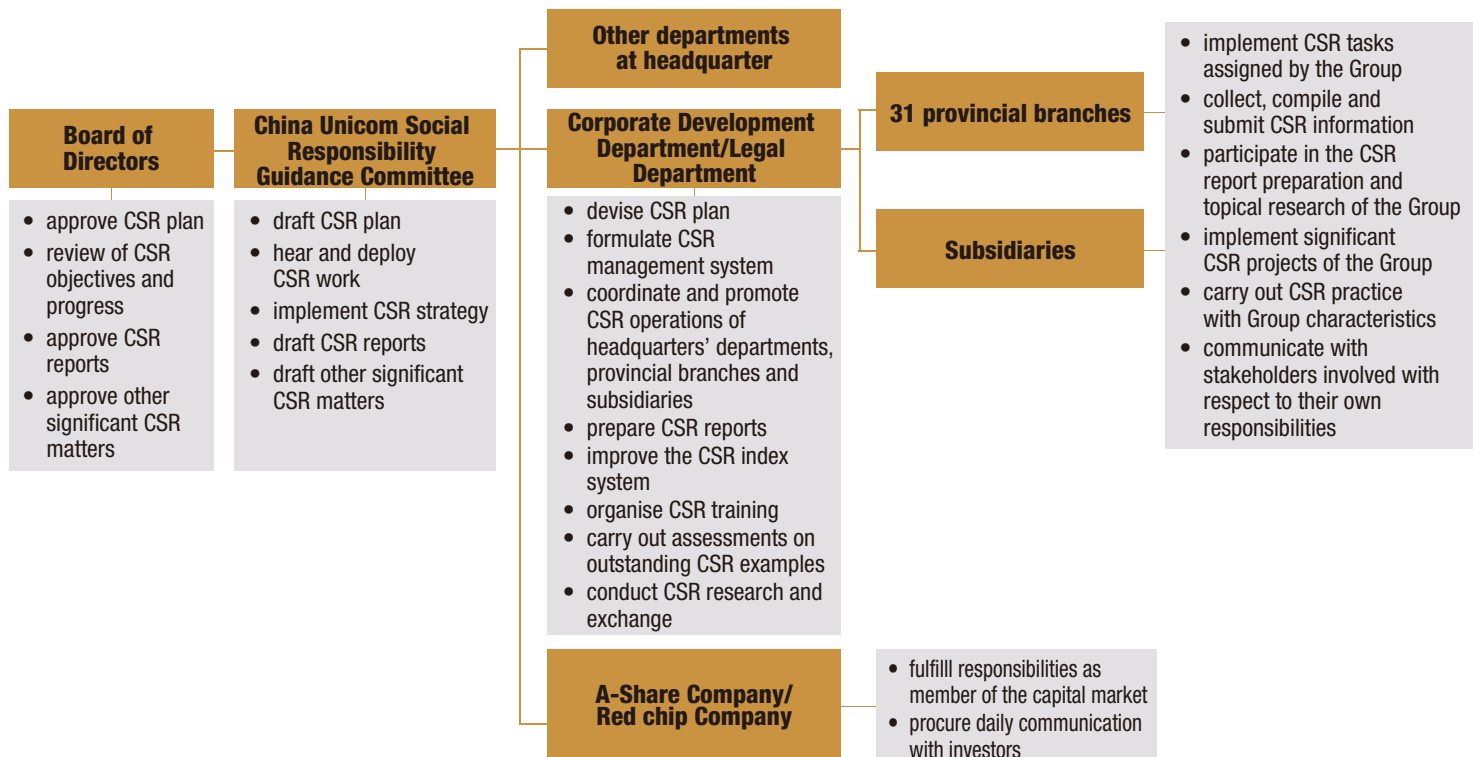 Board of
Directors
• approve CSR plan
• review of CSR
objectives and
progress
• approve CSR
reports
• approve other
significant CSR
matters
China Unicom Social
Responsibility
Guidance Committee
• draft CSR plan
• hear and deploy
CSR work
• implement CSR strategy
• draft CSR reports
• draft other significant
CSR matters
Other departments
at headquarter
Corporate Development
Department/Legal
Department
• devise CSR plan
• formulate CSR
management system
• coordinate and promote
CSR operations of
headquarters’ departments,
provincial branches and
subsidiaries
• prepare CSR reports
• improve the CSR index
system
• organise CSR training
• carry out assessments on
outstanding CSR examples
• conduct CSR research and
exchange
A-Share Company/
Red chip Company
31 provincial branches
Subsidiaries
• implement CSR tasks
assigned by the Group
• collect, compile and
submit CSR information
• participate in the CSR
report preparation and
topical research of the Group
• implement significant
CSR projects of the Group
• carry out CSR practice
with Group characteristics
• communicate with
stakeholders involved with
respect to their own
responsibilities
• fulfilll responsibilities as
member of the capital market
• procure daily communication
with investors